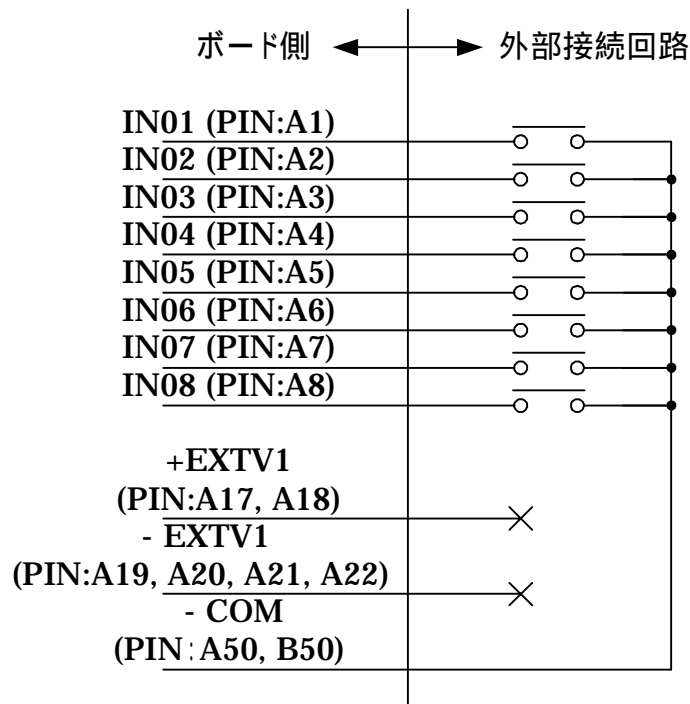 ボード側 外部接続回路
IN01 (PIN:A1)
IN02 (PIN:A2)
IN03 (PIN:A3)
IN04 (PIN:A4)
IN05 (PIN:A5)
IN06 (PIN:A6)
IN07 (PIN:A7)
IN08 (PIN:A8)
+EXTV1
(PIN:A17, A18)
- EXTV1
(PIN:A19, A20, A21, A22)
- COM
(PIN:A50, B50)